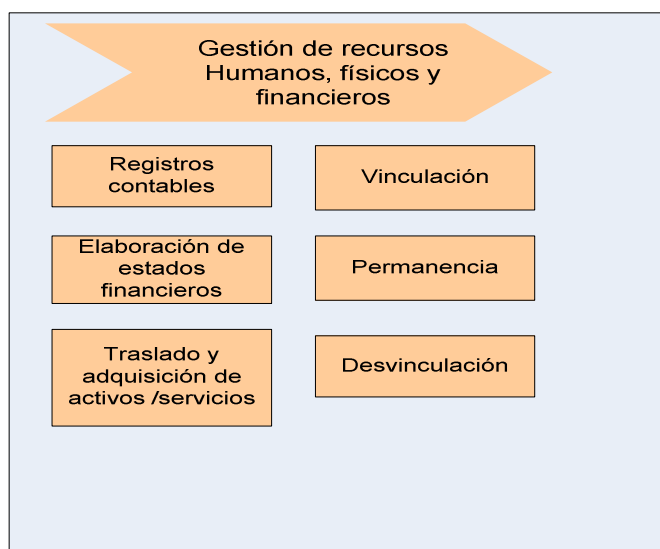 Gestión de recursos
Humanos, físicos y
financieros
Registros
contables
Vinculación
Elaboración de
estados
financieros
Permanencia
Traslado y
adquisición de
activos /servicios
Desvinculación